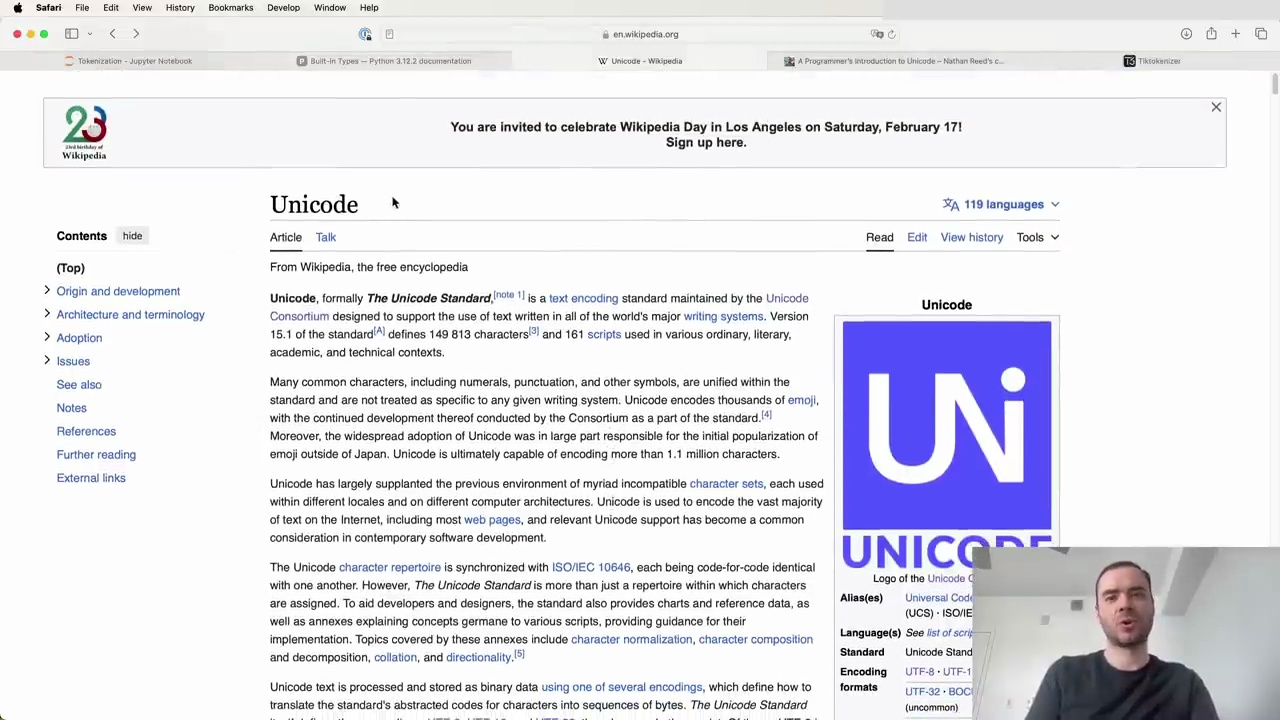 Safari File Edit View History Bookmarks Develop Window Help
en.wikipedia.org
Tokenization - Jupyter Notebook
Built-in Types — Python 3.12.2 documentation
W Unicode - Wikipedia
A Programmer's Introduction to Unicode – Nathan Reed's c...
T3 Tiktokenizer
23
23rd birthday of
Wikipedia
You are invited to celebrate Wikipedia Day in Los Angeles on Saturday, February 17!
Sign up here.
Unicode
119 languages
Contents hide
Article Talk
Read Edit View history Tools
(Top)
Origin and development
Architecture and terminology
Adoption
Issues
See also
Notes
References
Further reading
External links
From Wikipedia, the free encyclopedia
Unicode, formally The Unicode Standard,[note 1] is a text encoding standard maintained by the Unicode
Consortium designed to support the use of text written in all of the world's major writing systems. Version
15.1 of the standard[A] defines 149 813 characters[3] and 161 scripts used in various ordinary, literary,
academic, and technical contexts.
Many common characters, including numerals, punctuation, and other symbols, are unified within the
standard and are not treated as specific to any given writing system. Unicode encodes thousands of emoji,
with the continued development thereof conducted by the Consortium as a part of the standard.[4]
Moreover, the widespread adoption of Unicode was in large part responsible for the initial popularization of
emoji outside of Japan. Unicode is ultimately capable of encoding more than 1.1 million characters.
Unicode has largely supplanted the previous environment of myriad incompatible character sets, each used
within different locales and on different computer architectures. Unicode is used to encode the vast majority
of text on the Internet, including most web pages, and relevant Unicode support has become a common
consideration in contemporary software development.
The Unicode character repertoire is synchronized with ISO/IEC 10646, each being code-for-code identical
with one another. However, The Unicode Standard is more than just a repertoire within which characters
are assigned. To aid developers and designers, the standard also provides charts and reference data, as
well as annexes explaining concepts germane to various scripts, providing guidance for their
implementation. Topics covered by these annexes include character normalization, character composition
and decomposition, collation, and directionality.[5]
Unicode text is processed and stored as binary data using one of several encodings, which define how to
translate the standard's abstracted codes for characters into sequences of bytes. The Unicode Standard
Unicode
UNi
UNICODE
Logo of the Unicode C
Alias(es) Universal Code
(UCS) · ISO/IE
Language(s) See list of scrip
Standard Unicode Stand
Encoding formats UTF-8 · UTF-1
UTF-32 · BOCU
(uncommon)